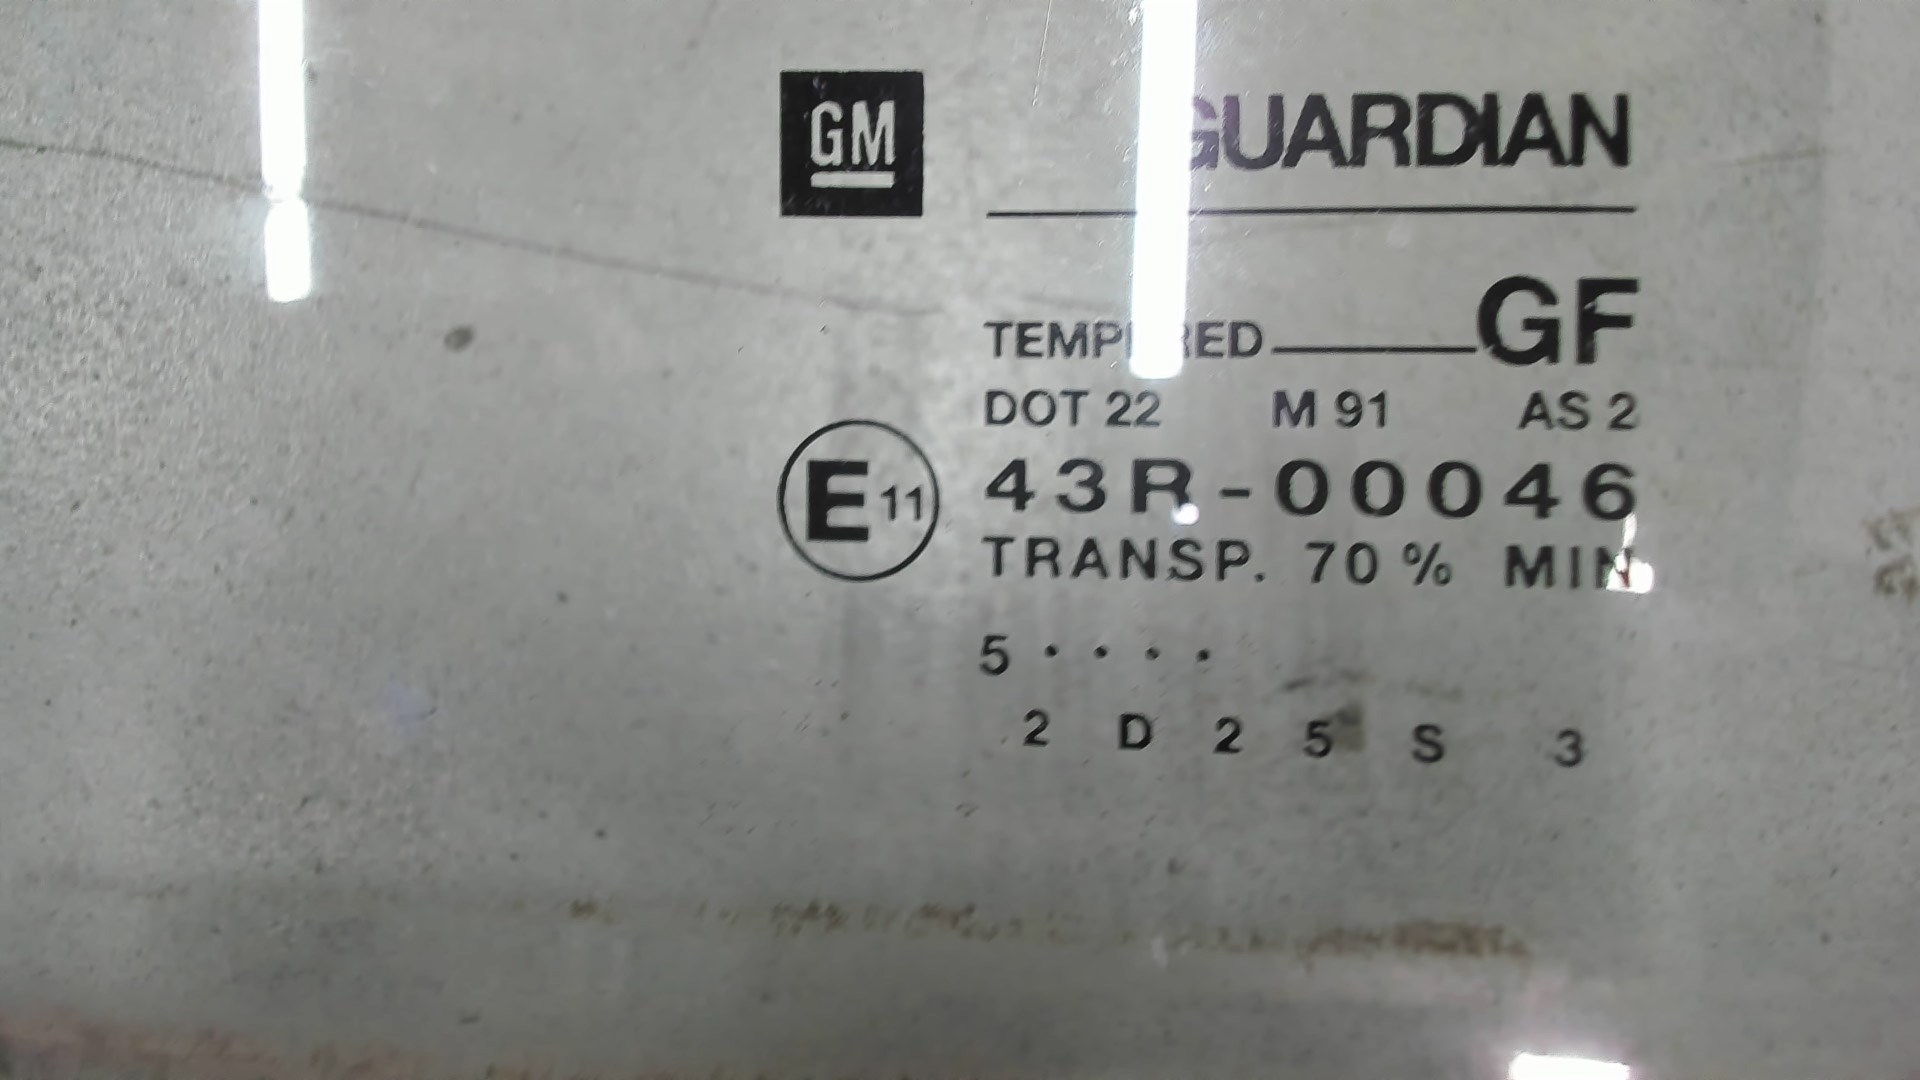 GM
GUARDIAN
TEMPERED GF
DOT 22 M 91 AS 2
E 11 43R-00046
TRANSP. 70 % MIN
5 · · · ·
2 D 2 5 S 3